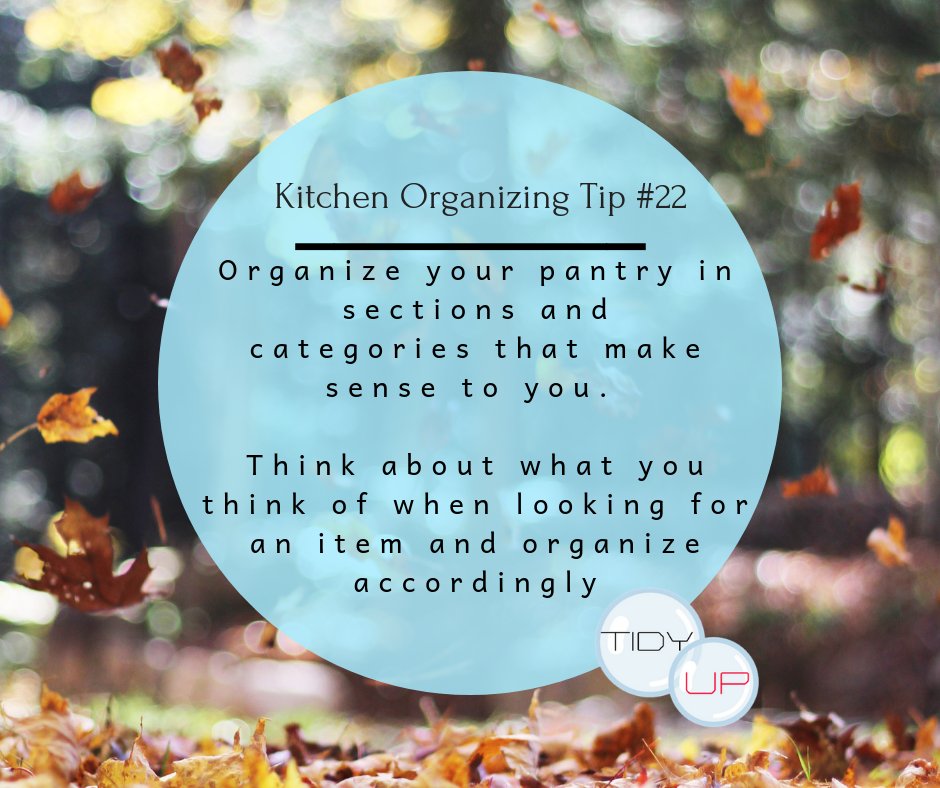 Kitchen Organizing Tip #22
Organize your pantry in
sections and
categories that make
sense to you.
Think about what you
think of when looking for
an item and organize
accordingly
TIDY
UP